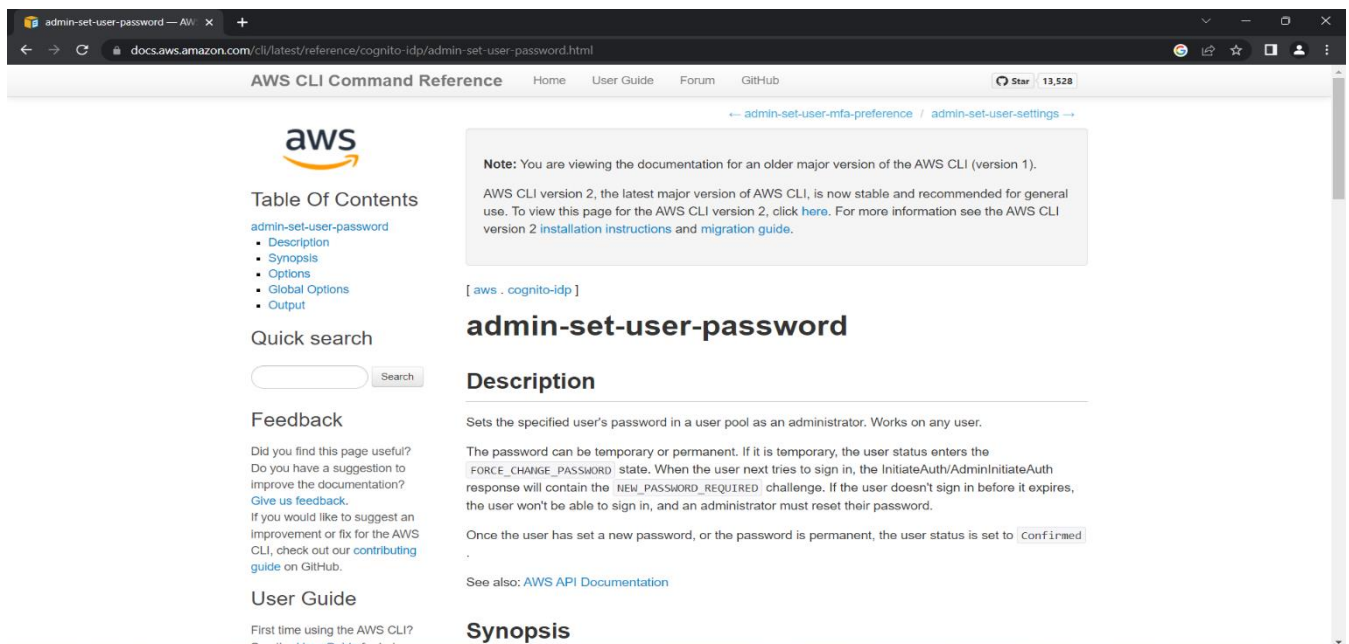 admin-set-user-password — AW
docs.aws.amazon.com/cli/latest/reference/cognito-idp/admin-set-user-password.html
AWS CLI Command Reference Home User Guide Forum GitHub Star 13,528
← admin-set-user-mfa-preference / admin-set-user-settings →
aws
Table Of Contents
admin-set-user-password
▪ Description
▪ Synopsis
▪ Options
▪ Global Options
▪ Output
Quick search
Search
Feedback
Did you find this page useful?
Do you have a suggestion to
improve the documentation?
Give us feedback.
If you would like to suggest an
improvement or fix for the AWS
CLI, check out our contributing
guide on GitHub.
User Guide
First time using the AWS CLI?
Note: You are viewing the documentation for an older major version of the AWS CLI (version 1).
AWS CLI version 2, the latest major version of AWS CLI, is now stable and recommended for general
use. To view this page for the AWS CLI version 2, click here. For more information see the AWS CLI
version 2 installation instructions and migration guide.
[ aws . cognito-idp ]
admin-set-user-password
Description
Sets the specified user's password in a user pool as an administrator. Works on any user.
The password can be temporary or permanent. If it is temporary, the user status enters the
FORCE_CHANGE_PASSWORD state. When the user next tries to sign in, the InitiateAuth/AdminInitiateAuth
response will contain the NEW_PASSWORD_REQUIRED challenge. If the user doesn't sign in before it expires,
the user won't be able to sign in, and an administrator must reset their password.
Once the user has set a new password, or the password is permanent, the user status is set to Confirmed
.
See also: AWS API Documentation
Synopsis